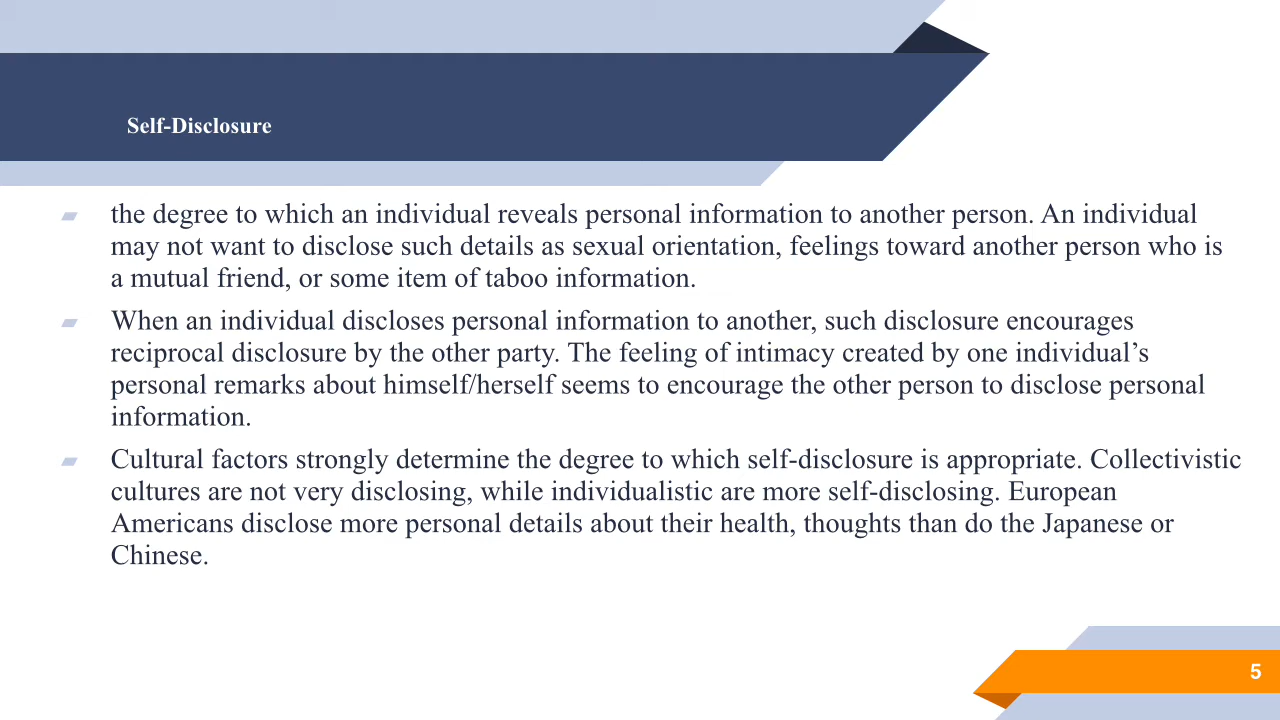 Self-Disclosure
the degree to which an individual reveals personal information to another person. An individual
may not want to disclose such details as sexual orientation, feelings toward another person who is
a mutual friend, or some item of taboo information.
When an individual discloses personal information to another, such disclosure encourages
reciprocal disclosure by the other party. The feeling of intimacy created by one individual’s
personal remarks about himself/herself seems to encourage the other person to disclose personal
information.
Cultural factors strongly determine the degree to which self-disclosure is appropriate. Collectivistic
cultures are not very disclosing, while individualistic are more self-disclosing. European
Americans disclose more personal details about their health, thoughts than do the Japanese or
Chinese.
5